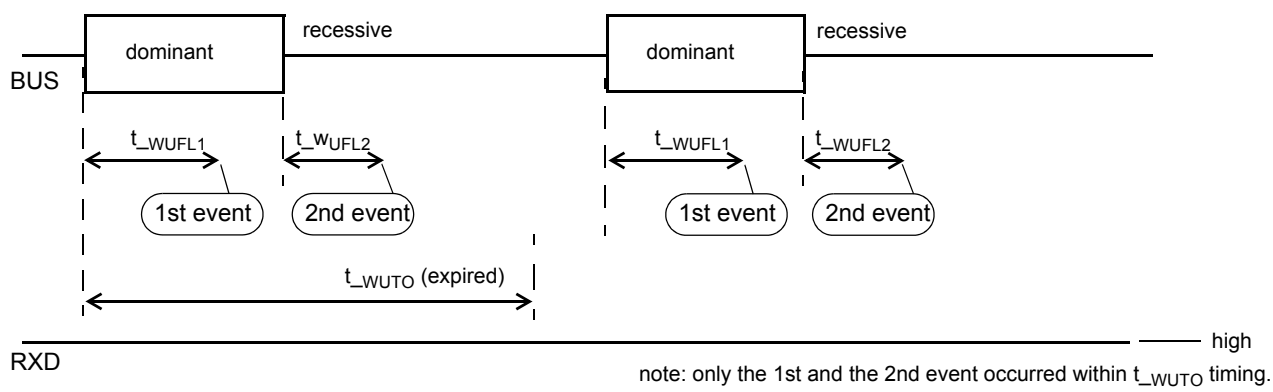 recessive
recessive
dominant
dominant
BUS
t_WUFL1
t_wUFL2
t_WUFL1
t_WUFL2
1st event
2nd event
1st event
2nd event
t_WUTO (expired)
high
RXD
note: only the 1st and the 2nd event occurred within t_WUTO timing.